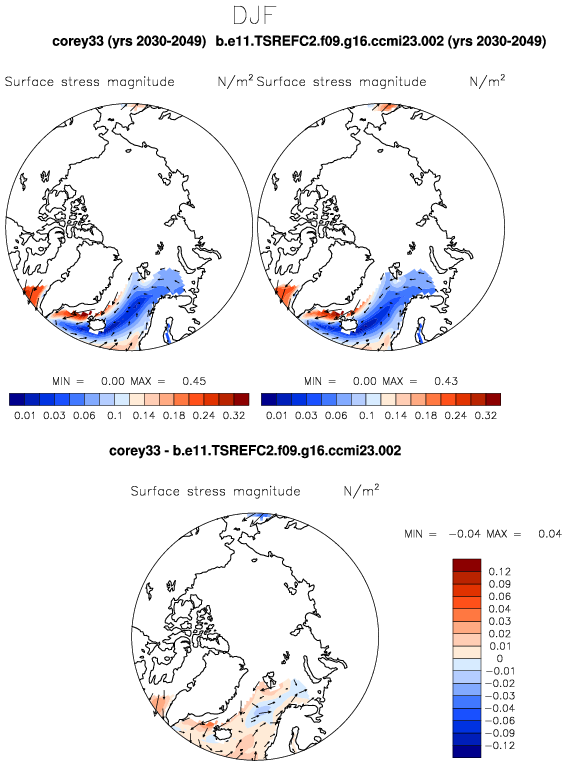 DJF
corey33 (yrs 2030-2049) b.e11.TSREFC2.f09.g16.ccmi23.002 (yrs 2030-2049)
Surface stress magnitude N/m² Surface stress magnitude N/m²
MIN = 0.00 MAX = 0.45 MIN = 0.00 MAX = 0.43
0.01 0.03 0.06 0.1 0.14 0.18 0.24 0.32 0.01 0.03 0.06 0.1 0.14 0.18 0.24 0.32
corey33 - b.e11.TSREFC2.f09.g16.ccmi23.002
Surface stress magnitude N/m²
MIN = -0.04 MAX = 0.04
0.12
0.09
0.06
0.04
0.03
0.02
0.01
0
-0.01
-0.02
-0.03
-0.04
-0.06
-0.09
-0.12